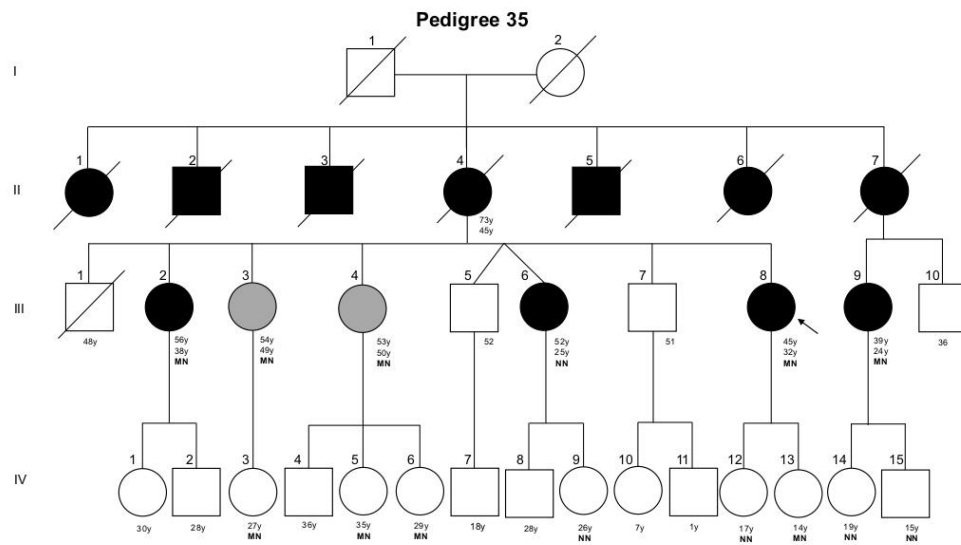 Pedigree 35
1 2
I
1 2 3 4 5 6 7
II
73y
45y
1 2 3 4 5 6 7 8 9 10
III
48y 56y 54y 53y 52 52y 51 45y 39y 36
38y 49y 50y 25y 32y 24y
MN MN MN NN MN MN
1 2 3 4 5 6 7 8 9 10 11 12 13 14 15
IV
30y 28y 27y 36y 35y 29y 18y 28y 26y 7y 1y 17y 14y 19y 15y
MN MN MN NN NN MN NN NN